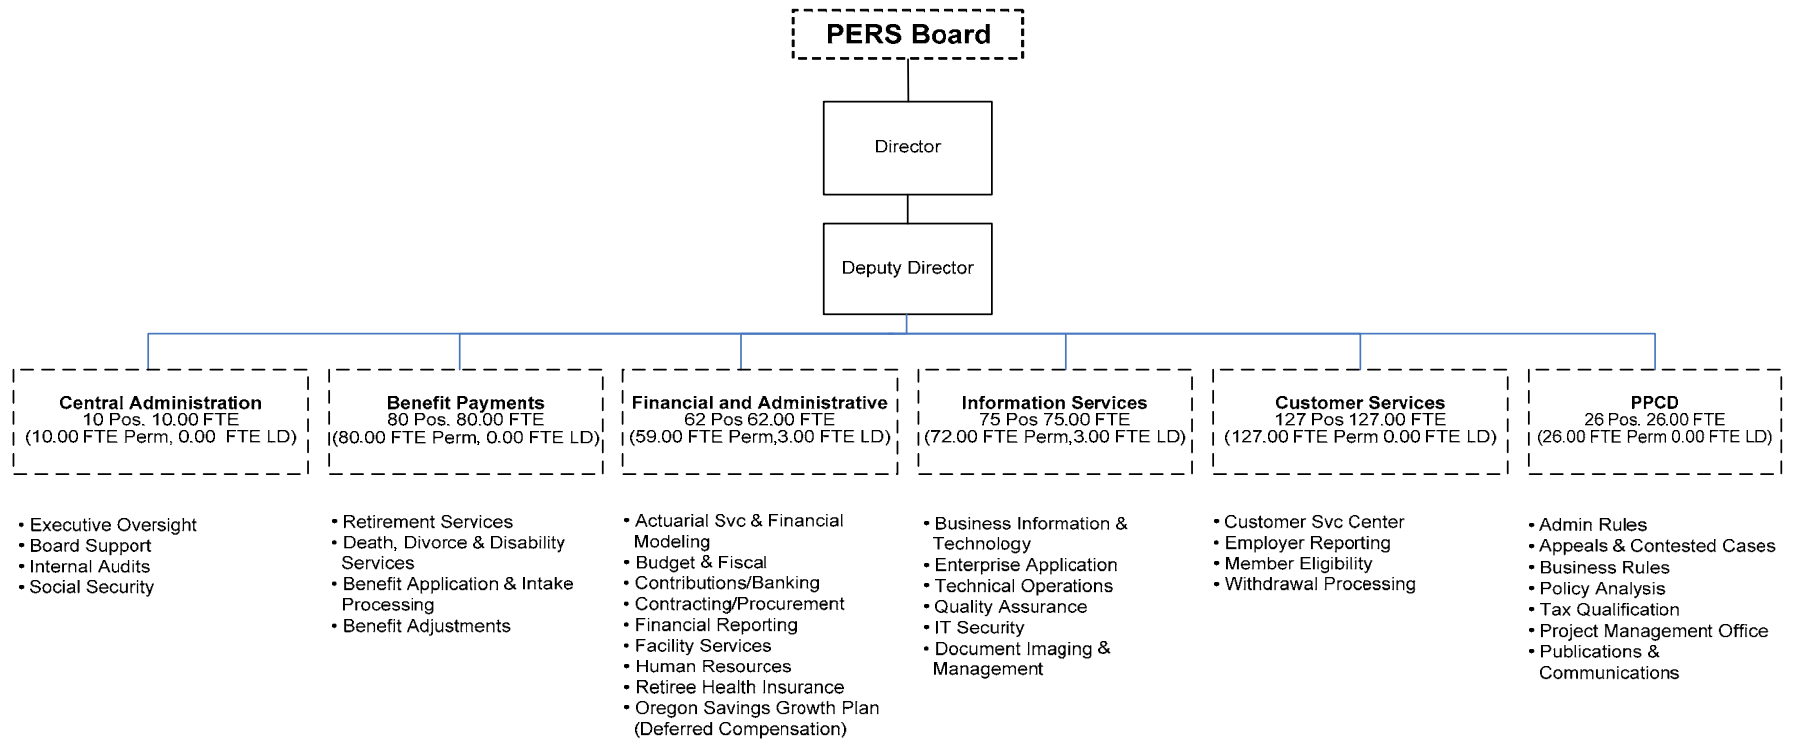 PERS Board
Director
Deputy Director
Central Administration
10 Pos. 10.00 FTE
(10.00 FTE Perm, 0.00 FTE LD)
• Executive Oversight
• Board Support
• Internal Audits
• Social Security
Benefit Payments
80 Pos. 80.00 FTE
(80.00 FTE Perm, 0.00 FTE LD)
• Retirement Services
• Death, Divorce & Disability
Services
• Benefit Application & Intake
Processing
• Benefit Adjustments
Financial and Administrative
62 Pos 62.00 FTE
(59.00 FTE Perm,3.00 FTE LD)
• Actuarial Svc & Financial
Modeling
• Budget & Fiscal
• Contributions/Banking
• Contracting/Procurement
• Financial Reporting
• Facility Services
• Human Resources
• Retiree Health Insurance
• Oregon Savings Growth Plan
(Deferred Compensation)
Information Services
75 Pos 75.00 FTE
(72.00 FTE Perm,3.00 FTE LD)
• Business Information &
Technology
• Enterprise Application
• Technical Operations
• Quality Assurance
• IT Security
• Document Imaging &
Management
Customer Services
127 Pos 127.00 FTE
(127.00 FTE Perm 0.00 FTE LD)
• Customer Svc Center
• Employer Reporting
• Member Eligibility
• Withdrawal Processing
PPCD
26 Pos. 26.00 FTE
(26.00 FTE Perm 0.00 FTE LD)
• Admin Rules
• Appeals & Contested Cases
• Business Rules
• Policy Analysis
• Tax Qualification
• Project Management Office
• Publications &
Communications